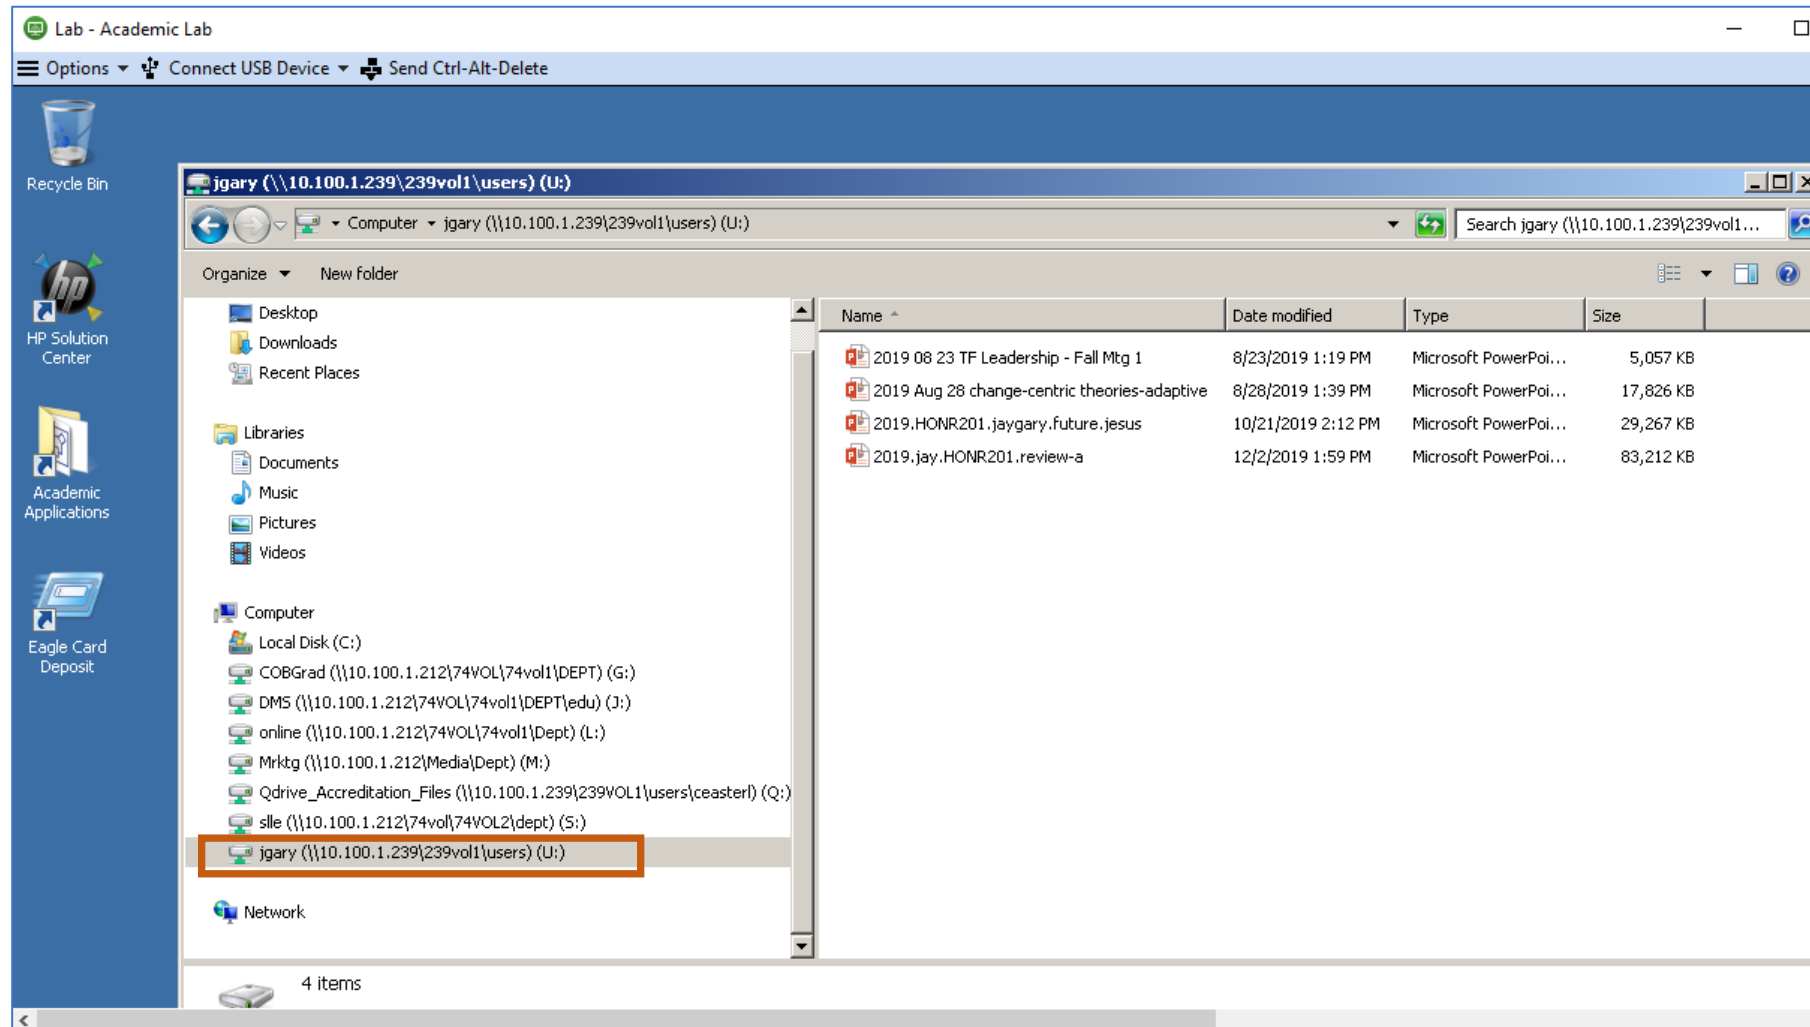 Lab - Academic Lab
Options Connect USB Device Send Ctrl-Alt-Delete
Recycle Bin
HP Solution
Center
Academic
Applications
Eagle Card
Deposit
jgary (\\10.100.1.239\239vol1\users) (U:)
Computer jgary (\\10.100.1.239\239vol1\users) (U:)
Search jgary (\\10.100.1.239\239vol1...
Organize New folder
Desktop
Downloads
Recent Places
Libraries
Documents
Music
Pictures
Videos
Computer
Local Disk (C:)
COBGrad (\\10.100.1.212\74VOL\74vol1\DEPT) (G:)
DMS (\\10.100.1.212\74VOL\74vol1\DEPT\edu) (J:)
online (\\10.100.1.212\74VOL\74vol1\Dept) (L:)
Mrktg (\\10.100.1.212\Media\Dept) (M:)
Qdrive_Accreditation_Files (\\10.100.1.239\239VOL1\users\ceasterl) (Q:)
slle (\\10.100.1.212\74vol\74VOL2\dept) (S:)
jgary (\\10.100.1.239\239vol1\users) (U:)
Network
Name Date modified Type Size
2019 08 23 TF Leadership - Fall Mtg 1 8/23/2019 1:19 PM Microsoft PowerPoi... 5,057 KB
2019 Aug 28 change-centric theories-adaptive 8/28/2019 1:39 PM Microsoft PowerPoi... 17,826 KB
2019.HONR201.jaygary.future.jesus 10/21/2019 2:12 PM Microsoft PowerPoi... 29,267 KB
2019.jay.HONR201.review-a 12/2/2019 1:59 PM Microsoft PowerPoi... 83,212 KB
4 items